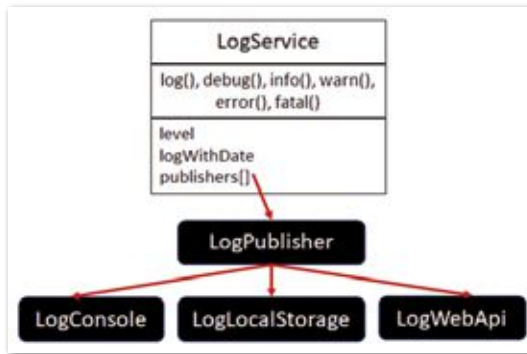 LogService
log(), debug(), info(), warn(),
error(), fatal()
level
logWithDate
publishers[]
LogPublisher
LogConsole LogLocalStorage LogWebApi